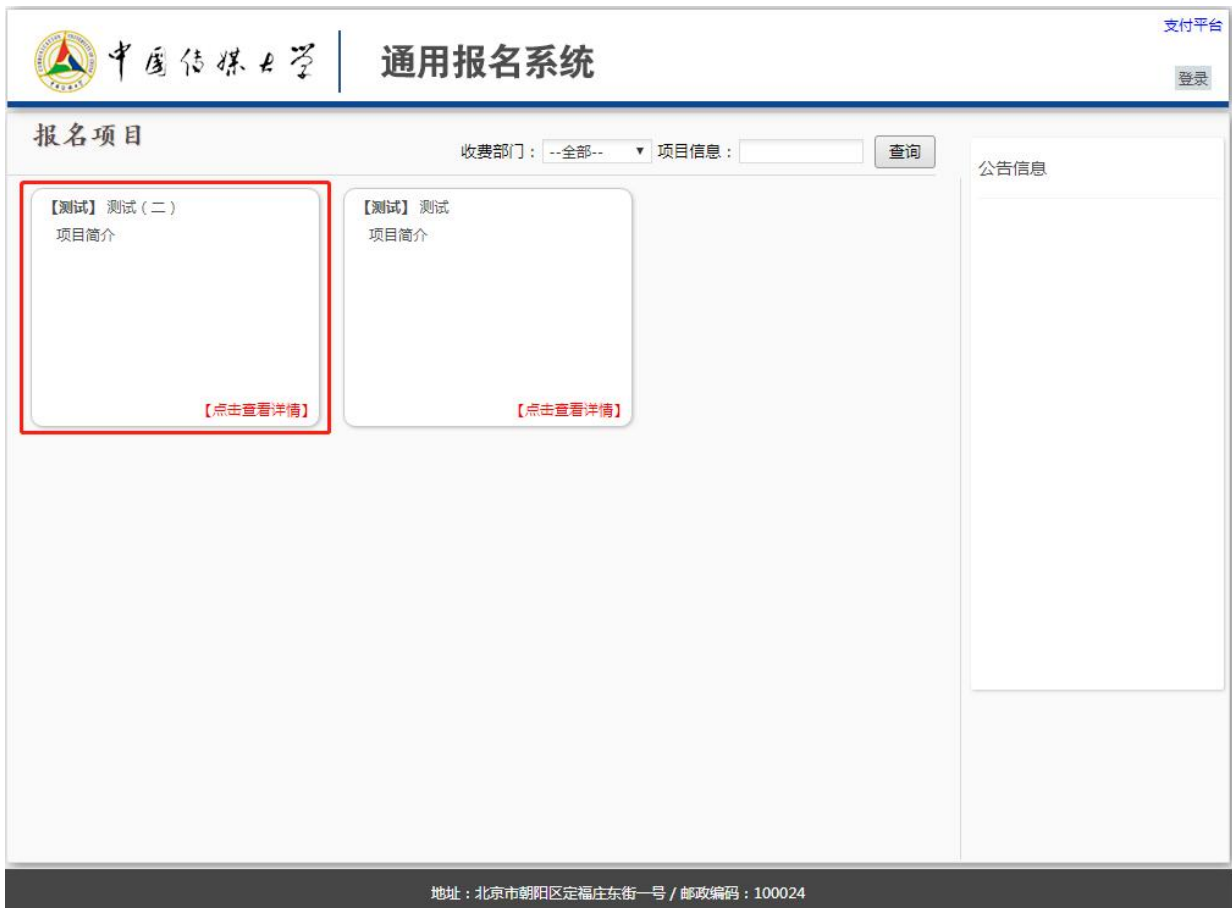 支付平台
中国传媒大学
通用报名系统
登录
报名项目
收费部门：--全部-- 项目信息： 查询
公告信息
【测试】测试(二)
项目简介
【点击查看详情】
【测试】测试
项目简介
【点击查看详情】
地址：北京市朝阳区定福庄东街一号 / 邮政编码：100024